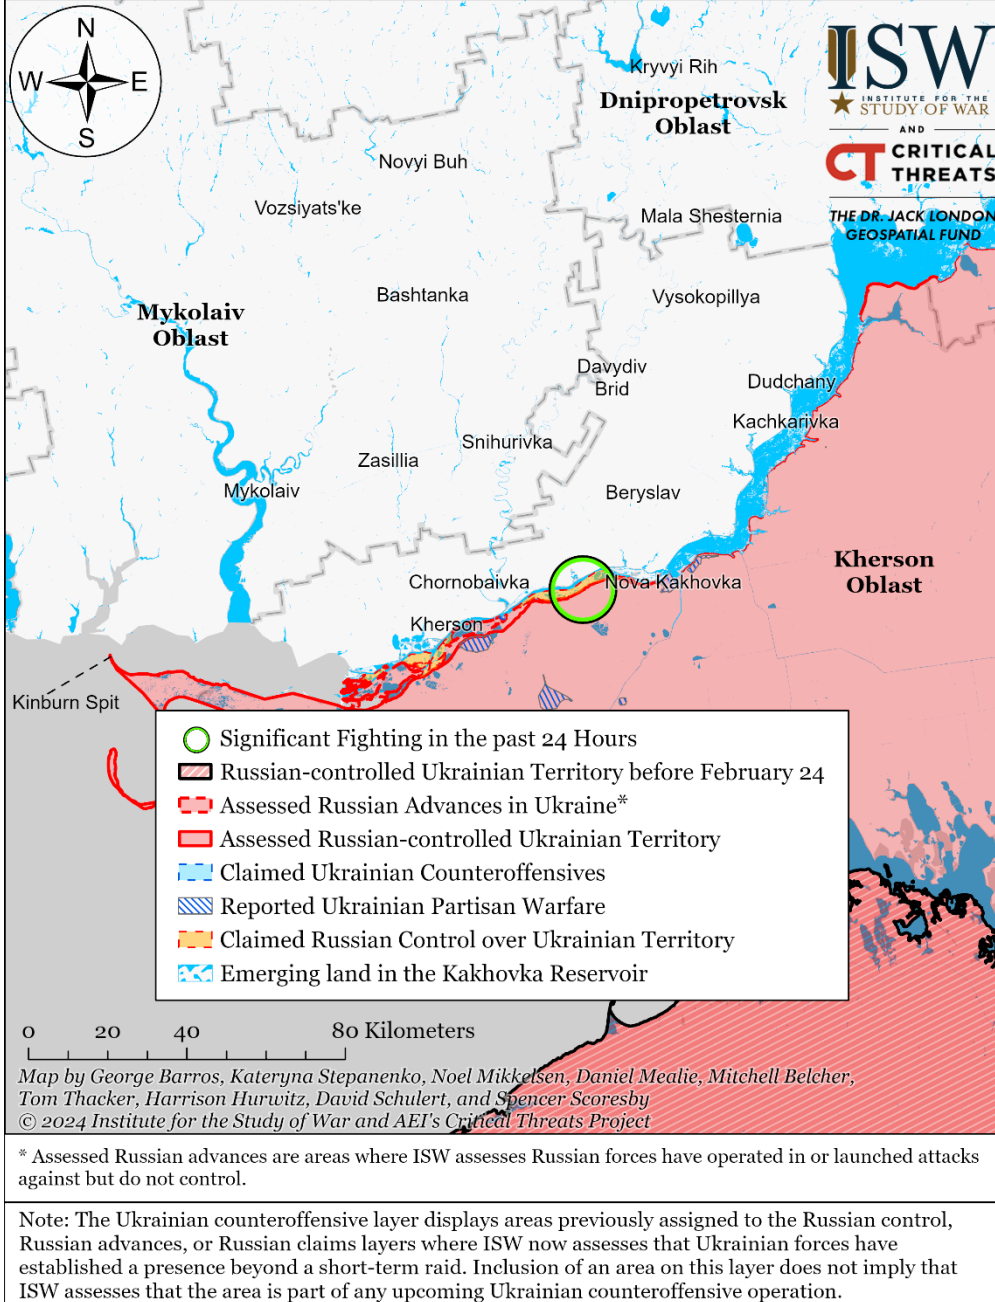 N
W
E
S
ISW
INSTITUTE FOR THE
STUDY OF WAR
AND
CT CRITICAL
THREATS
THE DR. JACK LONDON
GEOSPATIAL FUND
Kryvyi Rih
Dnipropetrovsk
Oblast
Novyi Buh
Vozsiyats'ke
Mala Shesternia
Bashtanka
Vysokopillya
Mykolaiv
Oblast
Davydiv
Brid
Dudchany
Kachkarivka
Snihurivka
Zasillia
Mykolaiv
Beryslav
Kherson
Oblast
Chornobaivka
Nova Kakhovka
Kherson
Kinburn Spit
Significant Fighting in the past 24 Hours
Russian-controlled Ukrainian Territory before February 24
Assessed Russian Advances in Ukraine*
Assessed Russian-controlled Ukrainian Territory
Claimed Ukrainian Counteroffensives
Reported Ukrainian Partisan Warfare
Claimed Russian Control over Ukrainian Territory
Emerging land in the Kakhovka Reservoir
0 20 40 80 Kilometers
Map by George Barros, Kateryna Stepanenko, Noel Mikkelsen, Daniel Mealie, Mitchell Belcher,
Tom Thacker, Harrison Hurwitz, David Schulert, and Spencer Scoresby
© 2024 Institute for the Study of War and AEI's Critical Threats Project
* Assessed Russian advances are areas where ISW assesses Russian forces have operated in or launched attacks
against but do not control.
Note: The Ukrainian counteroffensive layer displays areas previously assigned to the Russian control,
Russian advances, or Russian claims layers where ISW now assesses that Ukrainian forces have
established a presence beyond a short-term raid. Inclusion of an area on this layer does not imply that
ISW assesses that the area is part of any upcoming Ukrainian counteroffensive operation.